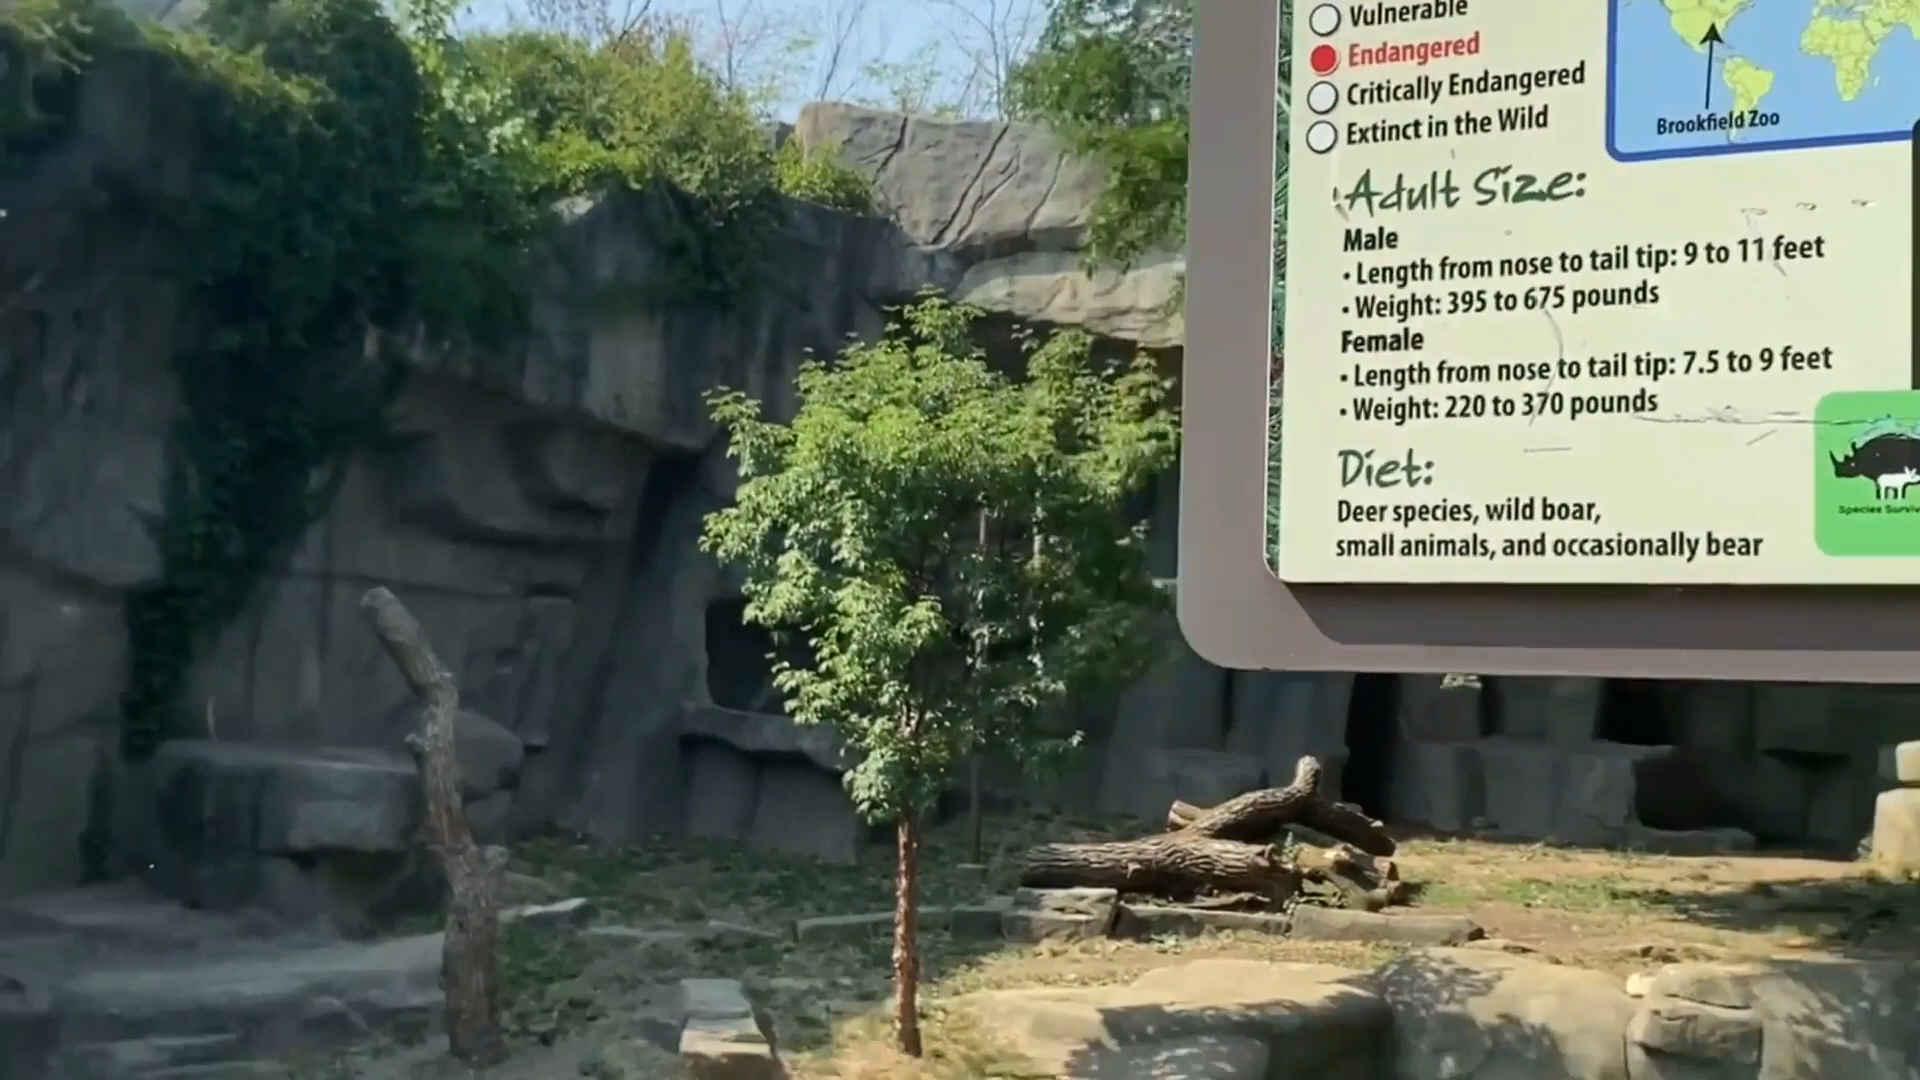 Vulnerable
Endangered
Critically Endangered
Extinct in the Wild
Brookfield Zoo
Adult Size:
Male
• Length from nose to tail tip: 9 to 11 feet
• Weight: 395 to 675 pounds
Female
• Length from nose to tail tip: 7.5 to 9 feet
• Weight: 220 to 370 pounds
Diet:
Deer species, wild boar,
small animals, and occasionally bear
Species